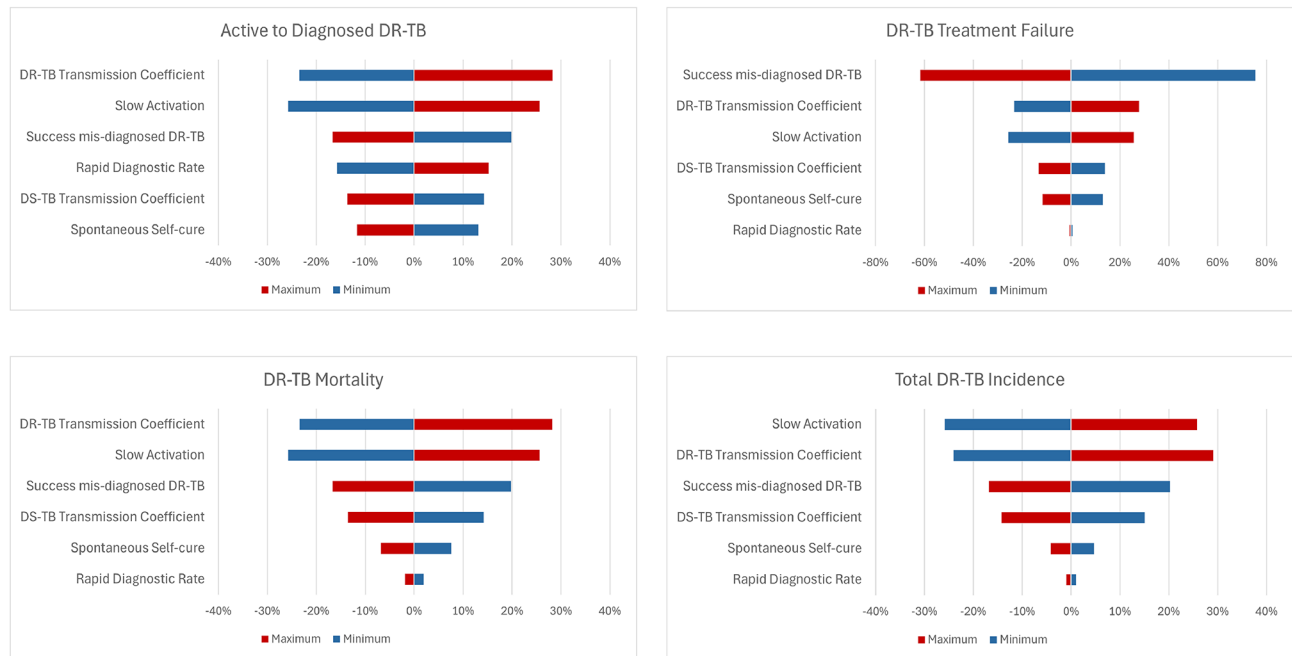 Active to Diagnosed DR-TB
DR-TB Transmission Coefficient
Slow Activation
Success mis-diagnosed DR-TB
Rapid Diagnostic Rate
DS-TB Transmission Coefficient
Spontaneous Self-cure
-40% -30% -20% -10% 0% 10% 20% 30% 40%
Maximum Minimum
DR-TB Treatment Failure
Success mis-diagnosed DR-TB
DR-TB Transmission Coefficient
Slow Activation
DS-TB Transmission Coefficient
Spontaneous Self-cure
Rapid Diagnostic Rate
-80% -60% -40% -20% 0% 20% 40% 60% 80%
Maximum Minimum
DR-TB Mortality
DR-TB Transmission Coefficient
Slow Activation
Success mis-diagnosed DR-TB
DS-TB Transmission Coefficient
Spontaneous Self-cure
Rapid Diagnostic Rate
-40% -30% -20% -10% 0% 10% 20% 30% 40%
Maximum Minimum
Total DR-TB Incidence
Slow Activation
DR-TB Transmission Coefficient
Success mis-diagnosed DR-TB
DS-TB Transmission Coefficient
Spontaneous Self-cure
Rapid Diagnostic Rate
-40% -30% -20% -10% 0% 10% 20% 30% 40%
Maximum Minimum